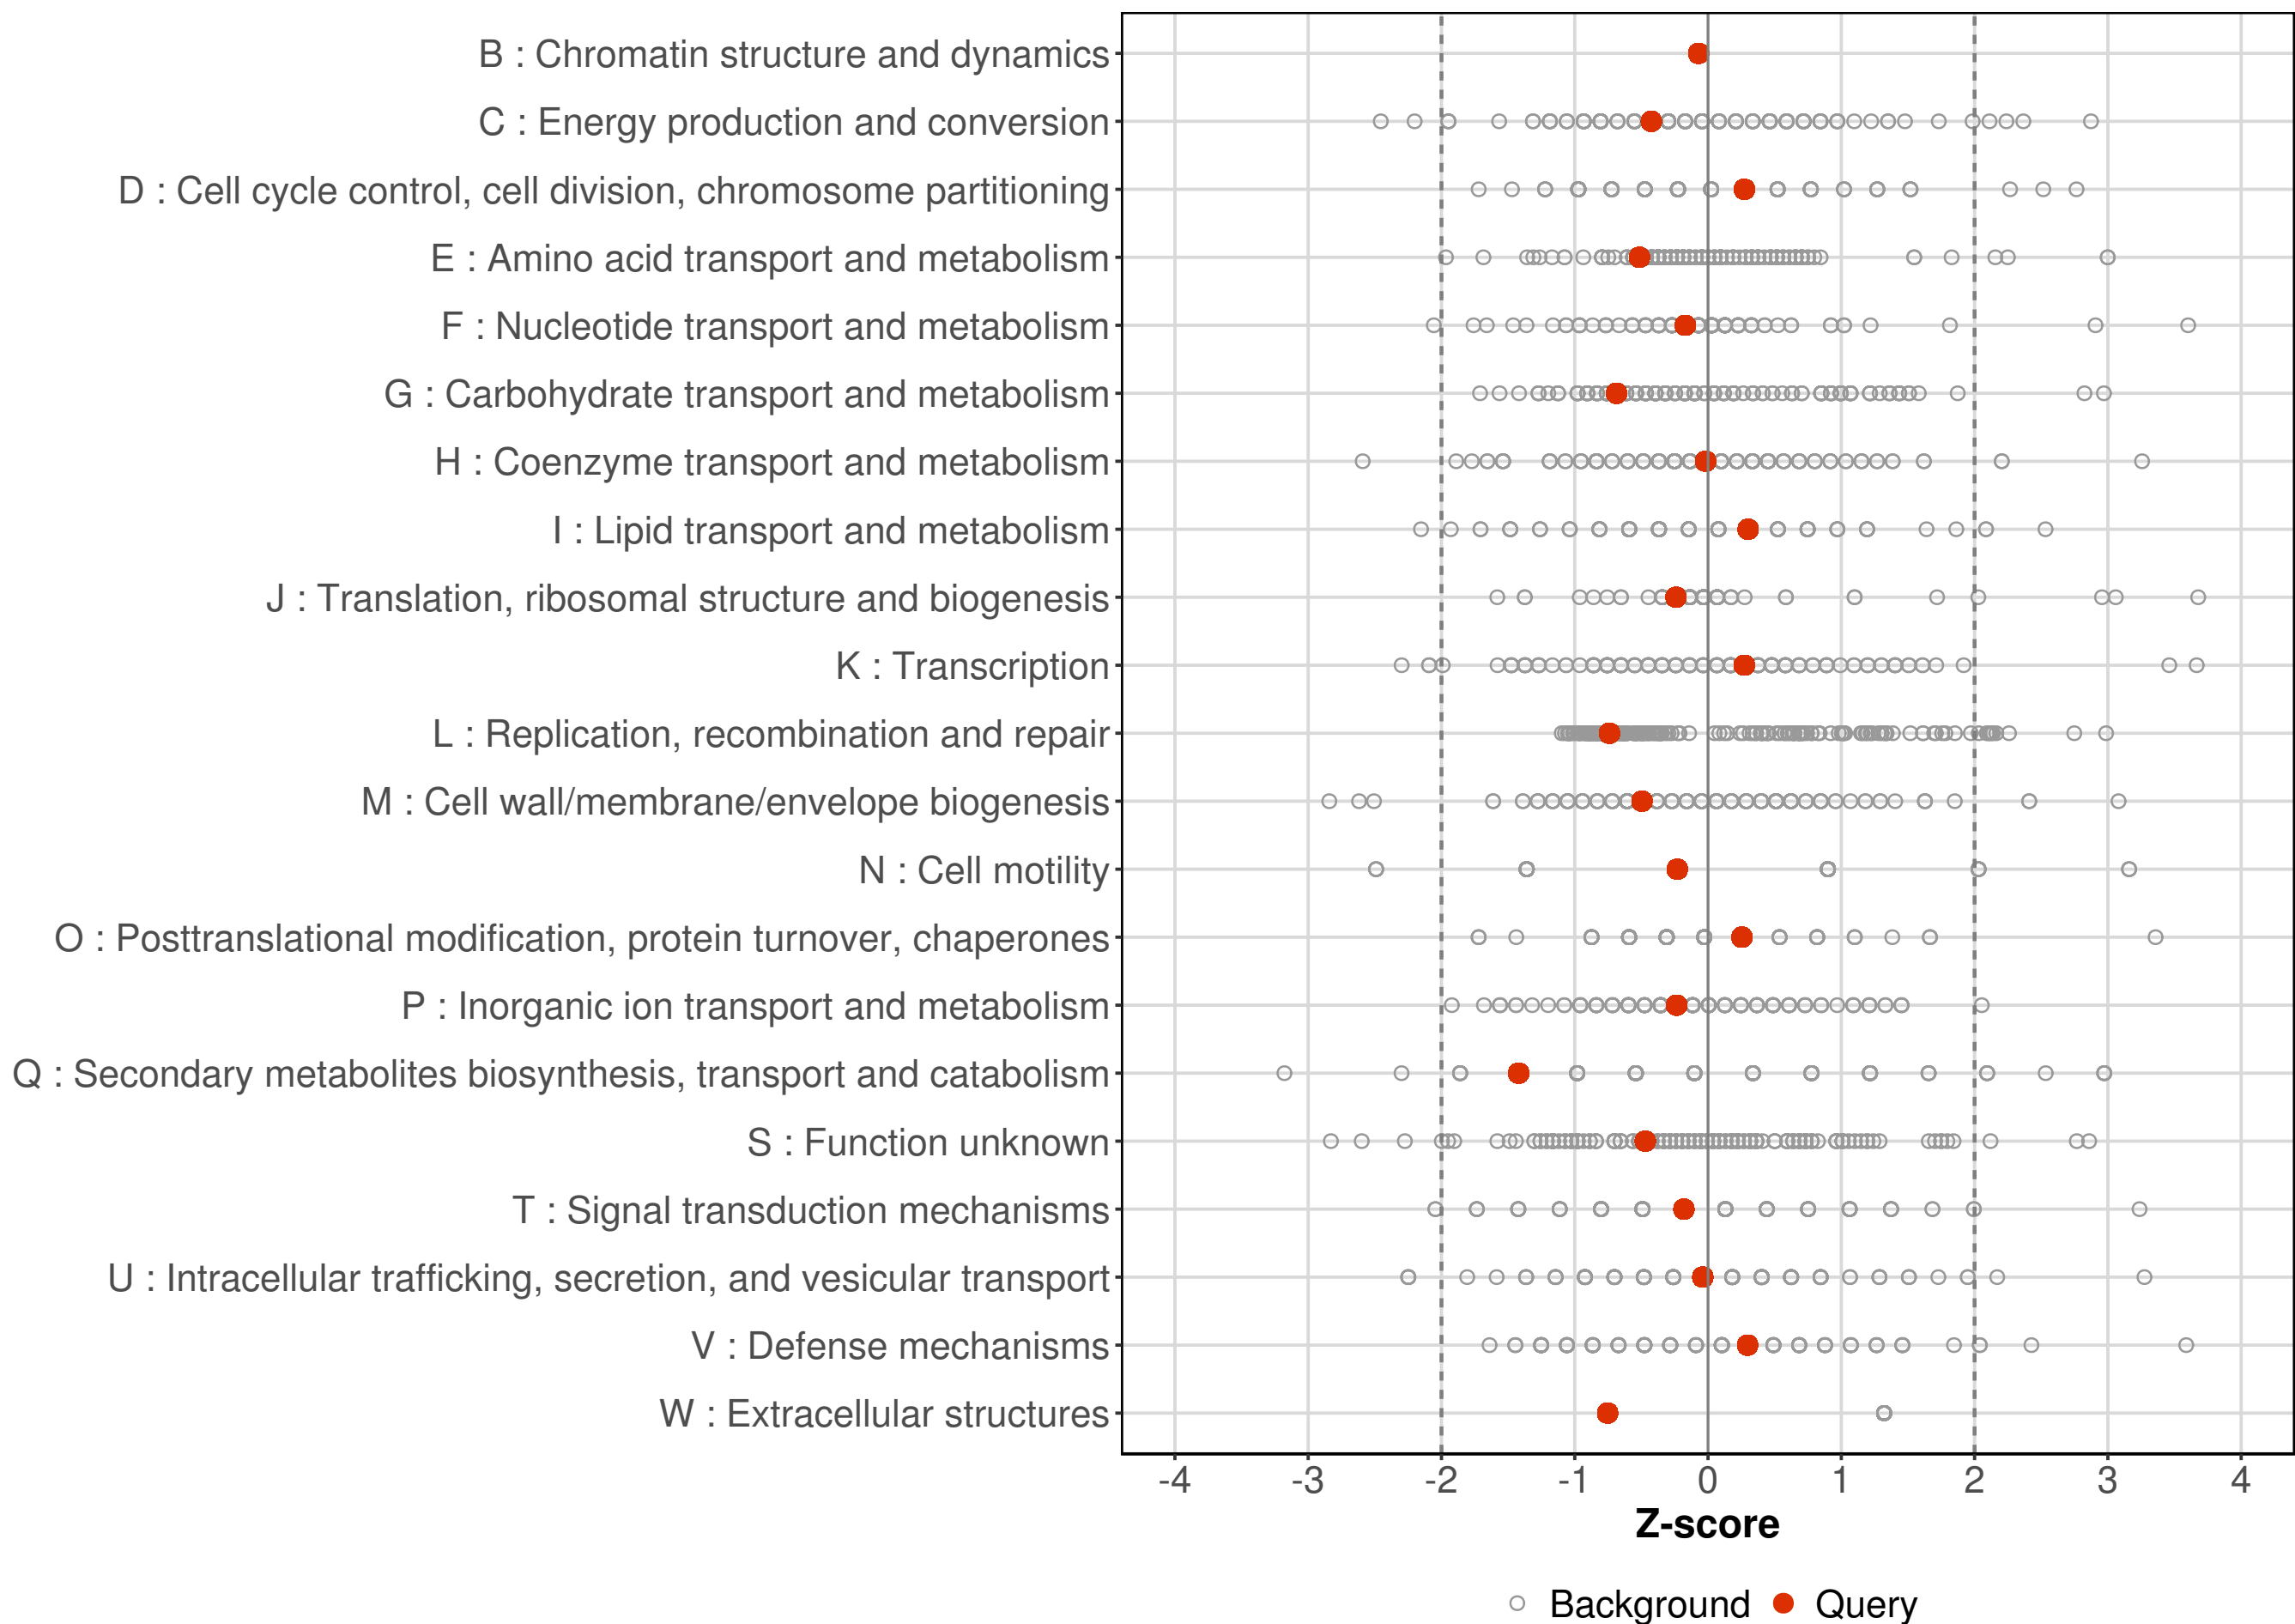 B : Chromatin structure and dynamics
C : Energy production and conversion
D : Cell cycle control, cell division, chromosome partitioning
E : Amino acid transport and metabolism
F : Nucleotide transport and metabolism
G : Carbohydrate transport and metabolism
H : Coenzyme transport and metabolism
I : Lipid transport and metabolism
J : Translation, ribosomal structure and biogenesis
K : Transcription
L : Replication, recombination and repair
M : Cell wall/membrane/envelope biogenesis
N : Cell motility
O : Posttranslational modification, protein turnover, chaperones
P : Inorganic ion transport and metabolism
Q : Secondary metabolites biosynthesis, transport and catabolism
S : Function unknown
T : Signal transduction mechanisms
U : Intracellular trafficking, secretion, and vesicular transport
V : Defense mechanisms
W : Extracellular structures
-4 -3 -2 -1 0 1 2 3 4
Z-score
Background Query